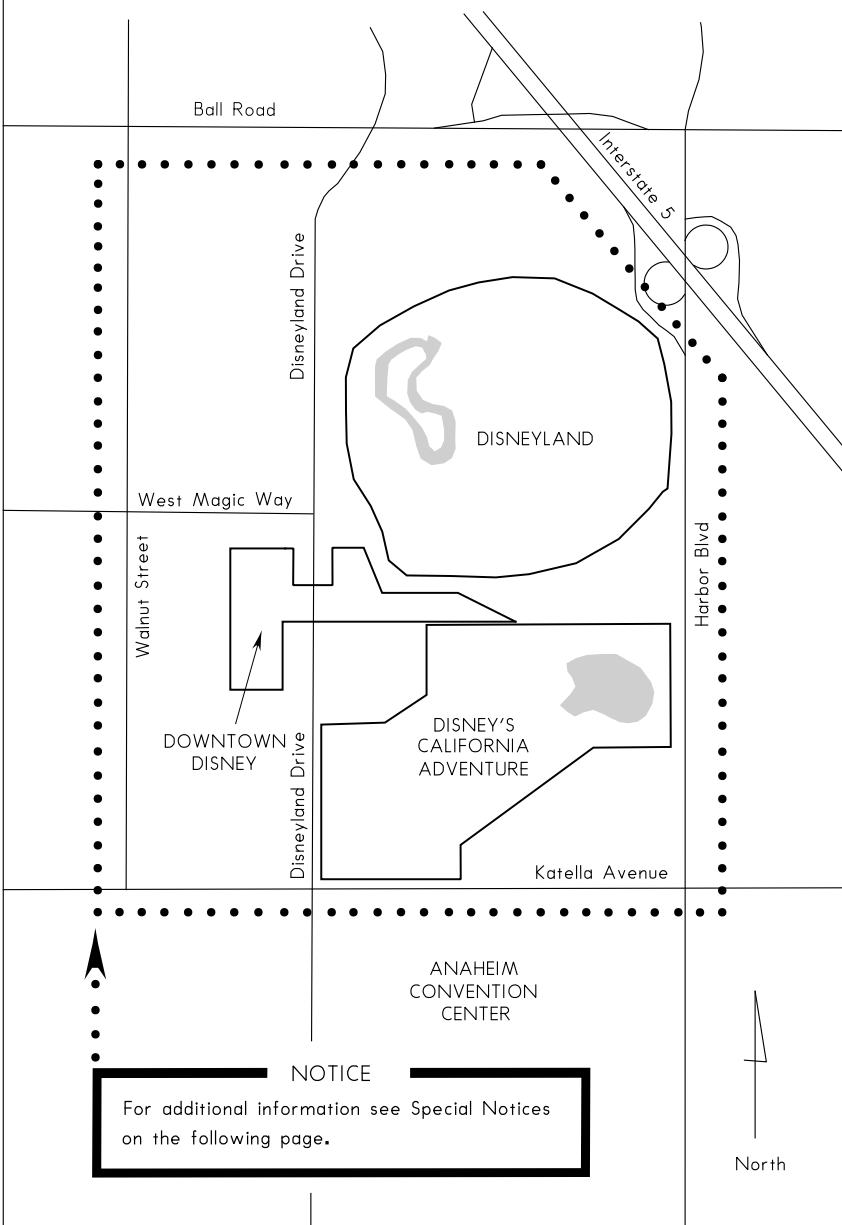 Ball Road
Interstate 5
Disneyland Drive
DISNEYLAND
West Magic Way
Walnut Street
Harbor Blvd
DOWNTOWN
DISNEY
Disneyland Drive
DISNEY'S
CALIFORNIA
ADVENTURE
Katella Avenue
ANAHEIM
CONVENTION
CENTER
NOTICE
For additional information see Special Notices
on the following page.
North